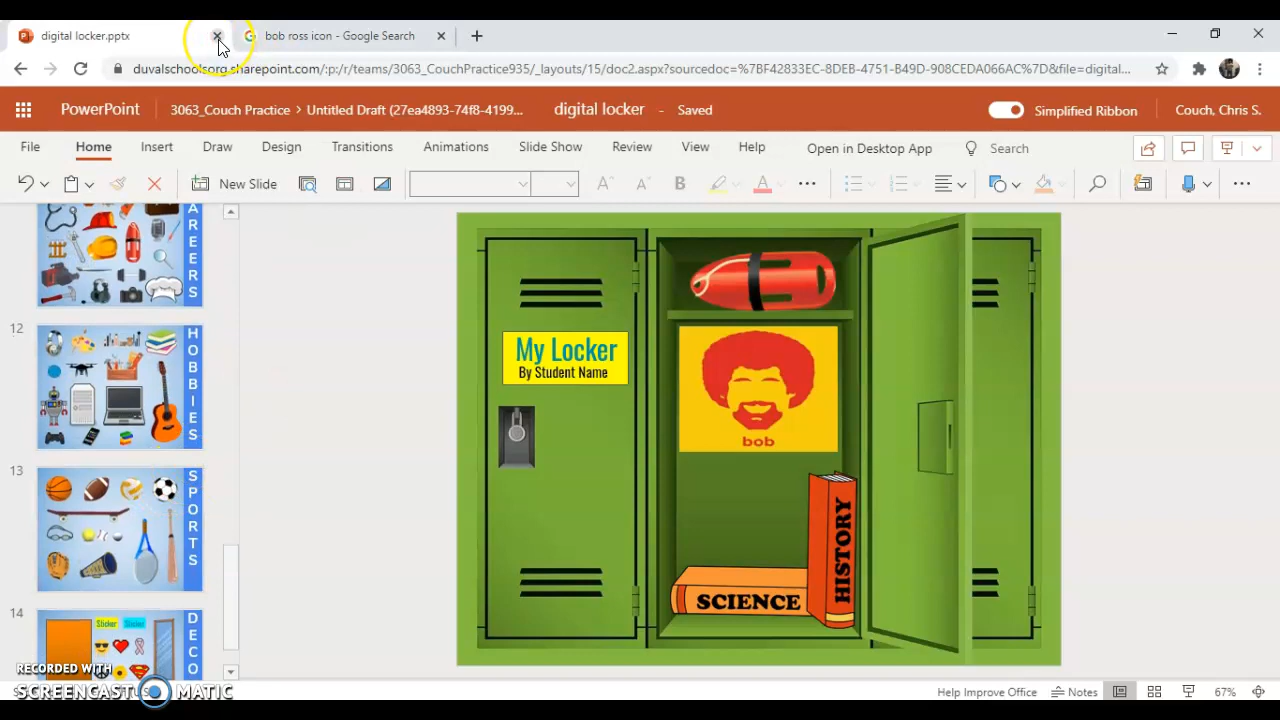 digital locker.pptx
bob ross icon - Google Search
duvalschoolsorg.sharepoint.com/:p:/r/teams/3063_CouchPractice935/_layouts/15/doc2.aspx?sourcedoc=%7BF42833EC-8DEB-4751-B49D-908CEDA066AC%7D&file=digital...
PowerPoint
3063_Couch Practice > Untitled Draft (27ea4893-74f8-4199...
digital locker - Saved
Simplified Ribbon
Couch, Chris S.
File Home Insert Draw Design Transitions Animations Slide Show Review View Help Open in Desktop App Search
New Slide
B
A
AREERS
12
HOBBIES
13
SPORTS
14
Sticker Sticker
DECO
My Locker
By Student Name
bob
SCIENCE
HISTORY
RECORDED WITH
SCREENCAST MATIC
Help Improve Office
Notes
67%